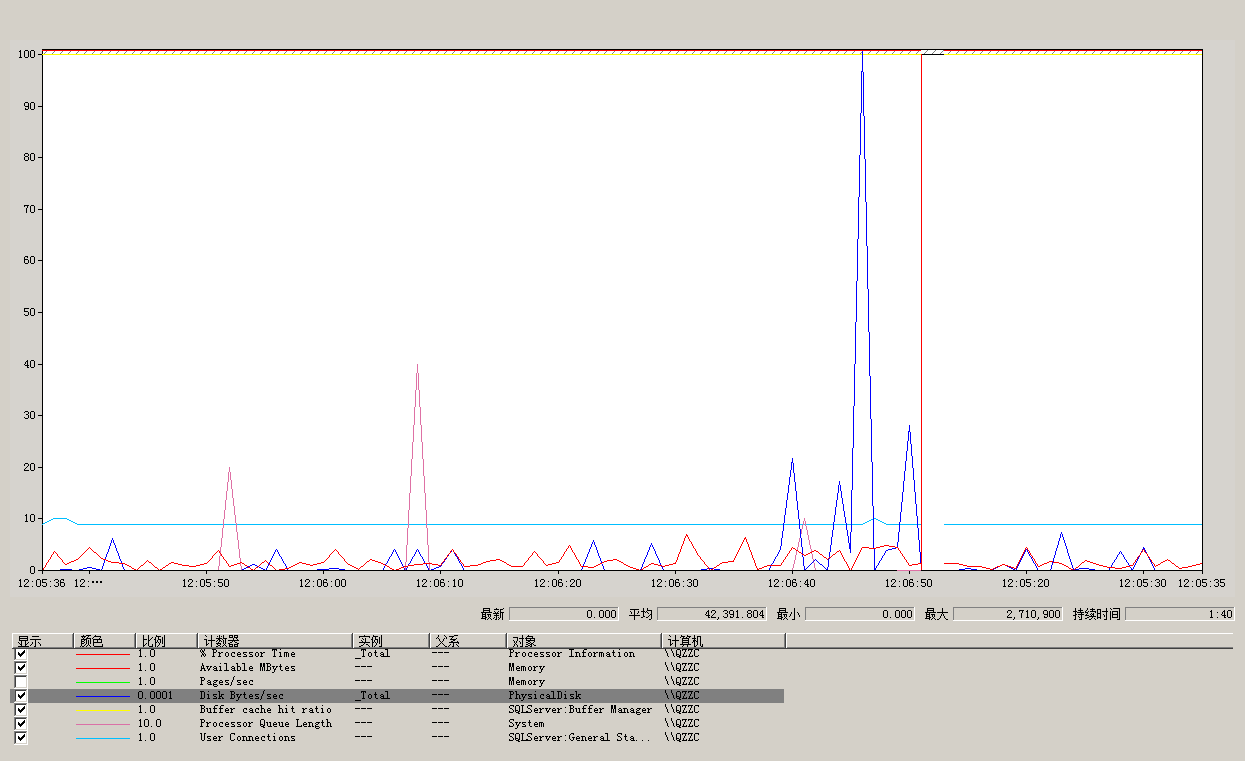 100
90
80
70
60
50
40
30
20
10
0
12:05:36 12:··· 12:05:50 12:06:00 12:06:10 12:06:20 12:06:30 12:06:40 12:06:50 12:05:20 12:05:30 12:05:35
最新 0.000 平均 42,391.804 最小 0.000 最大 2,710,900 持续时间 1:40
显示 颜色 比例 计数器 实例 父系 对象 计算机
1.0 % Processor Time _Total --- Processor Information \\QZZC
1.0 Available MBytes --- --- Memory \\QZZC
1.0 Pages/sec --- --- Memory \\QZZC
0.0001 Disk Bytes/sec _Total --- PhysicalDisk \\QZZC
1.0 Buffer cache hit ratio --- --- SQLServer:Buffer Manager \\QZZC
10.0 Processor Queue Length --- --- System \\QZZC
1.0 User Connections --- --- SQLServer:General Sta... \\QZZC